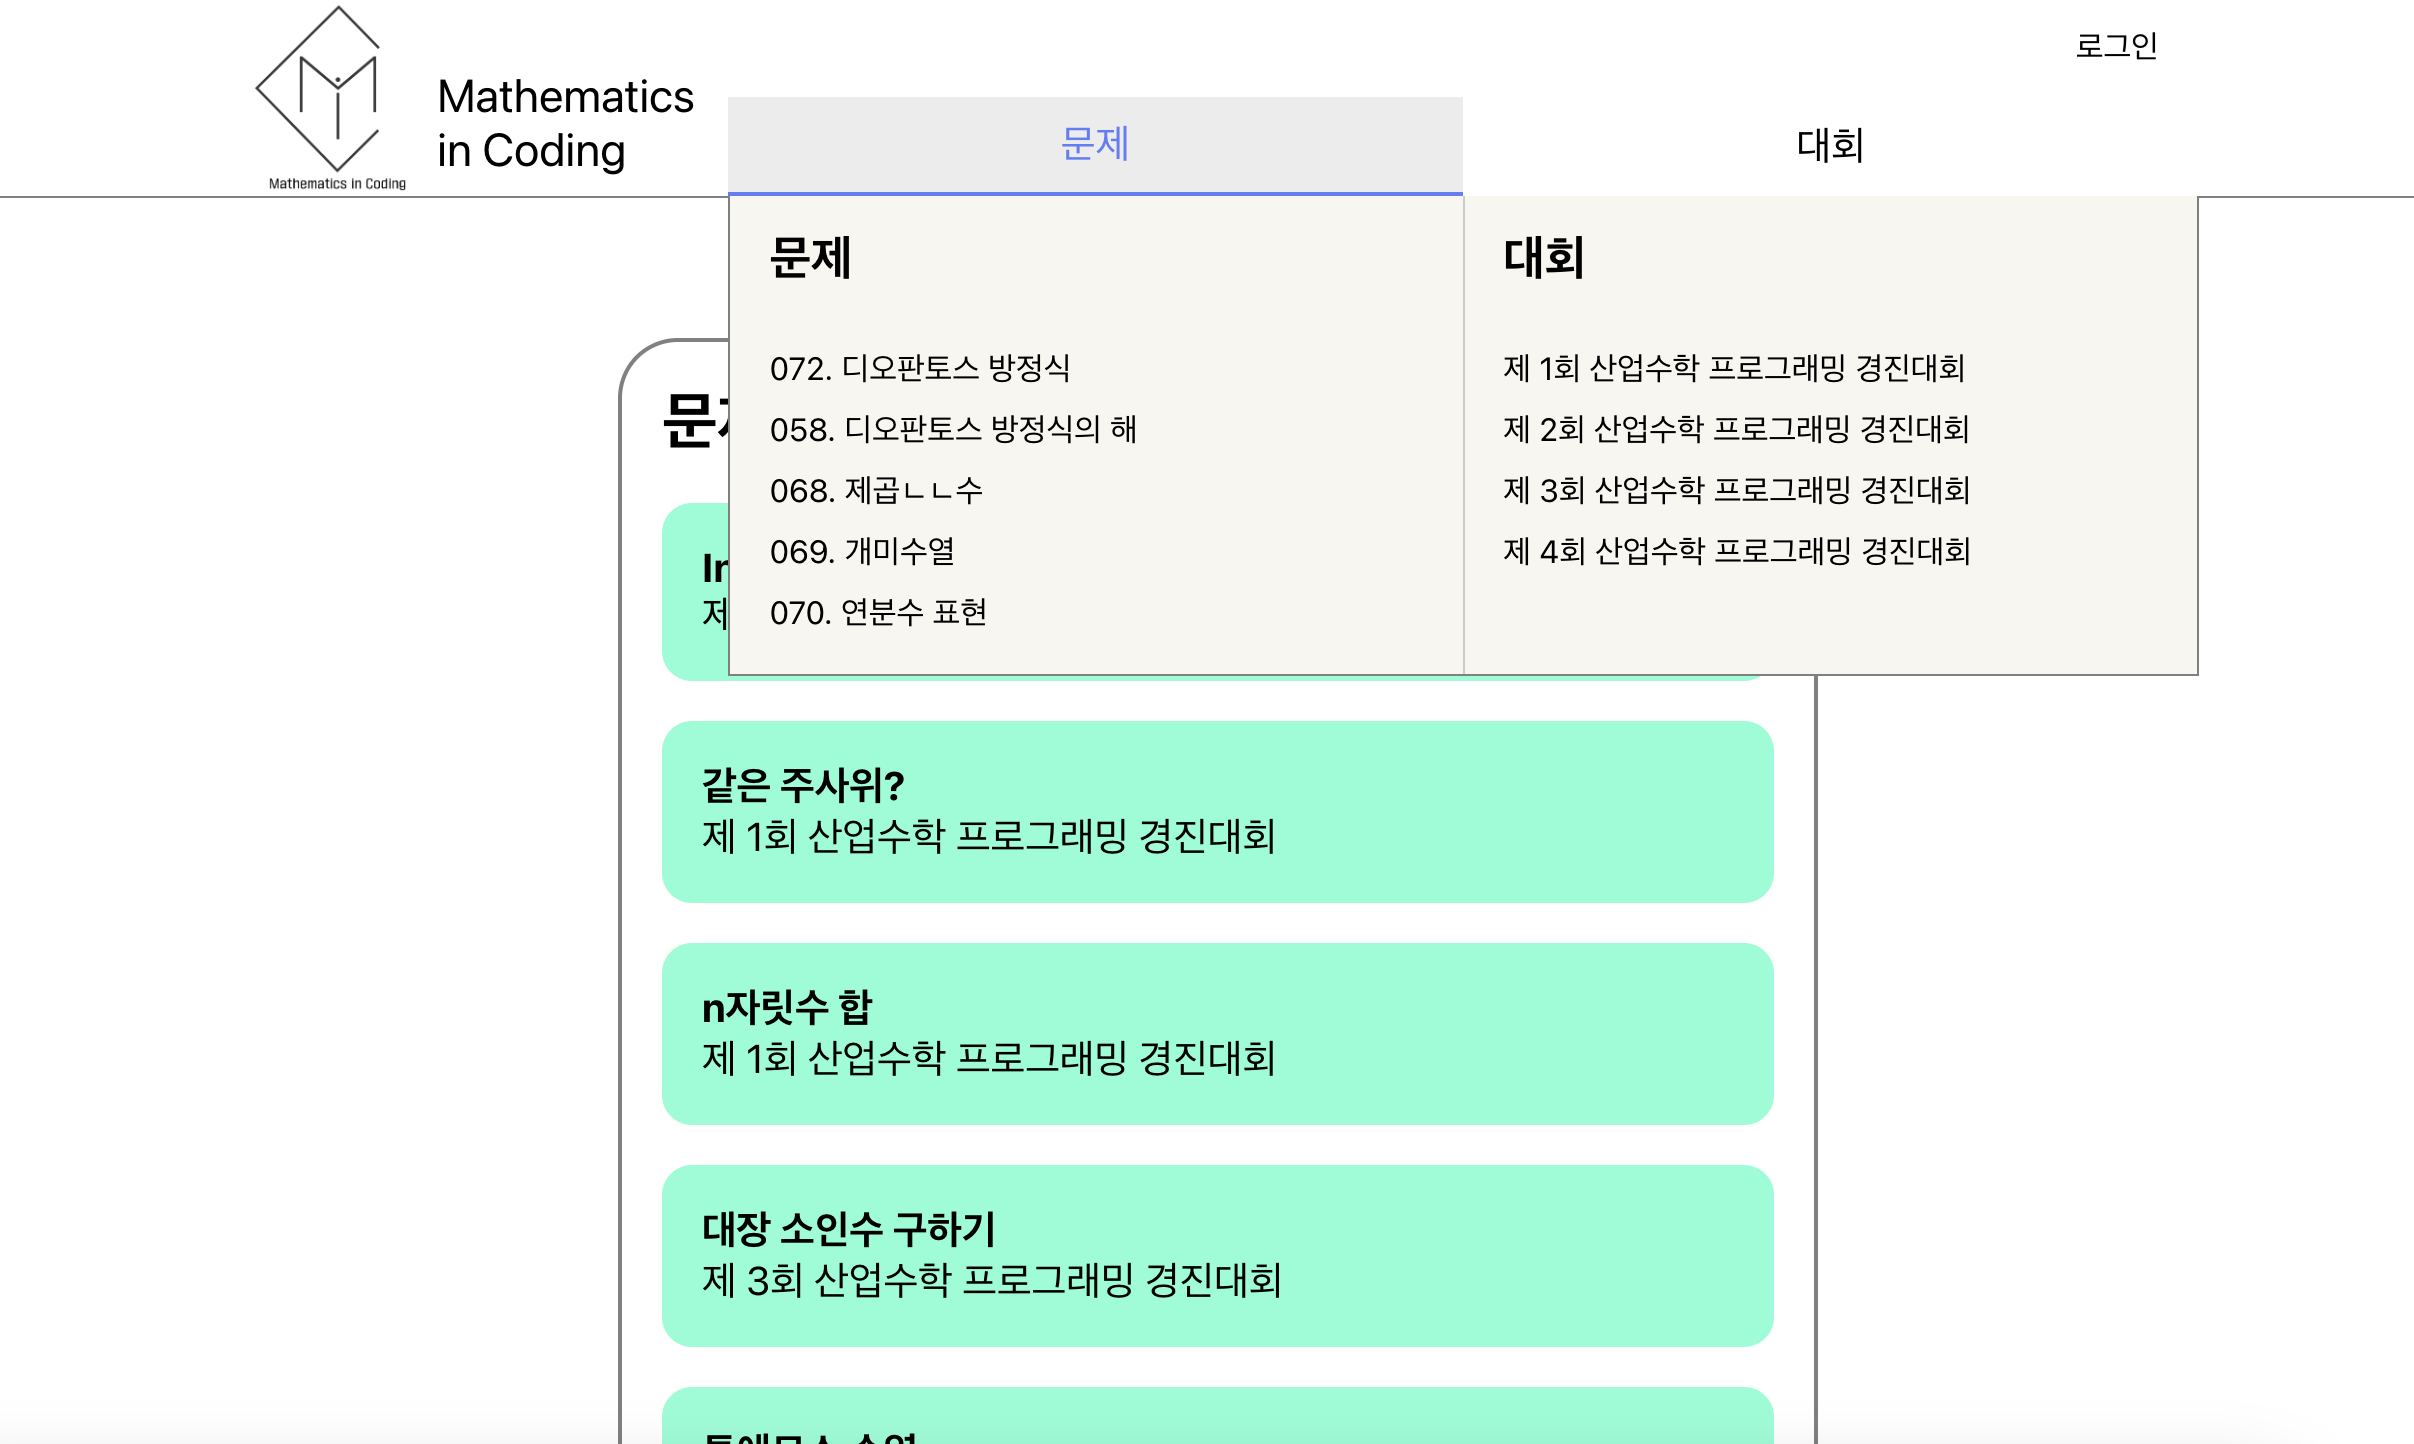 로그인
Mathematics
in Coding
Mathematics in Coding
문제
대회
문제
072. 디오판토스 방정식
058. 디오판토스 방정식의 해
068. 제곱ㄴㄴ수
069. 개미수열
070. 연분수 표현
대회
제 1회 산업수학 프로그래밍 경진대회
제 2회 산업수학 프로그래밍 경진대회
제 3회 산업수학 프로그래밍 경진대회
제 4회 산업수학 프로그래밍 경진대회
문
제
같은 주사위?
제 1회 산업수학 프로그래밍 경진대회
n자릿수 합
제 1회 산업수학 프로그래밍 경진대회
대장 소인수 구하기
제 3회 산업수학 프로그래밍 경진대회